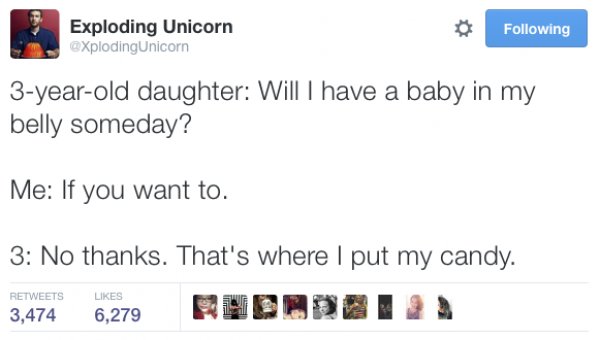 Exploding Unicorn
@XplodingUnicorn
Following
3-year-old daughter: Will I have a baby in my
belly someday?
Me: If you want to.
3: No thanks. That's where I put my candy.
RETWEETS LIKES
3,474 6,279